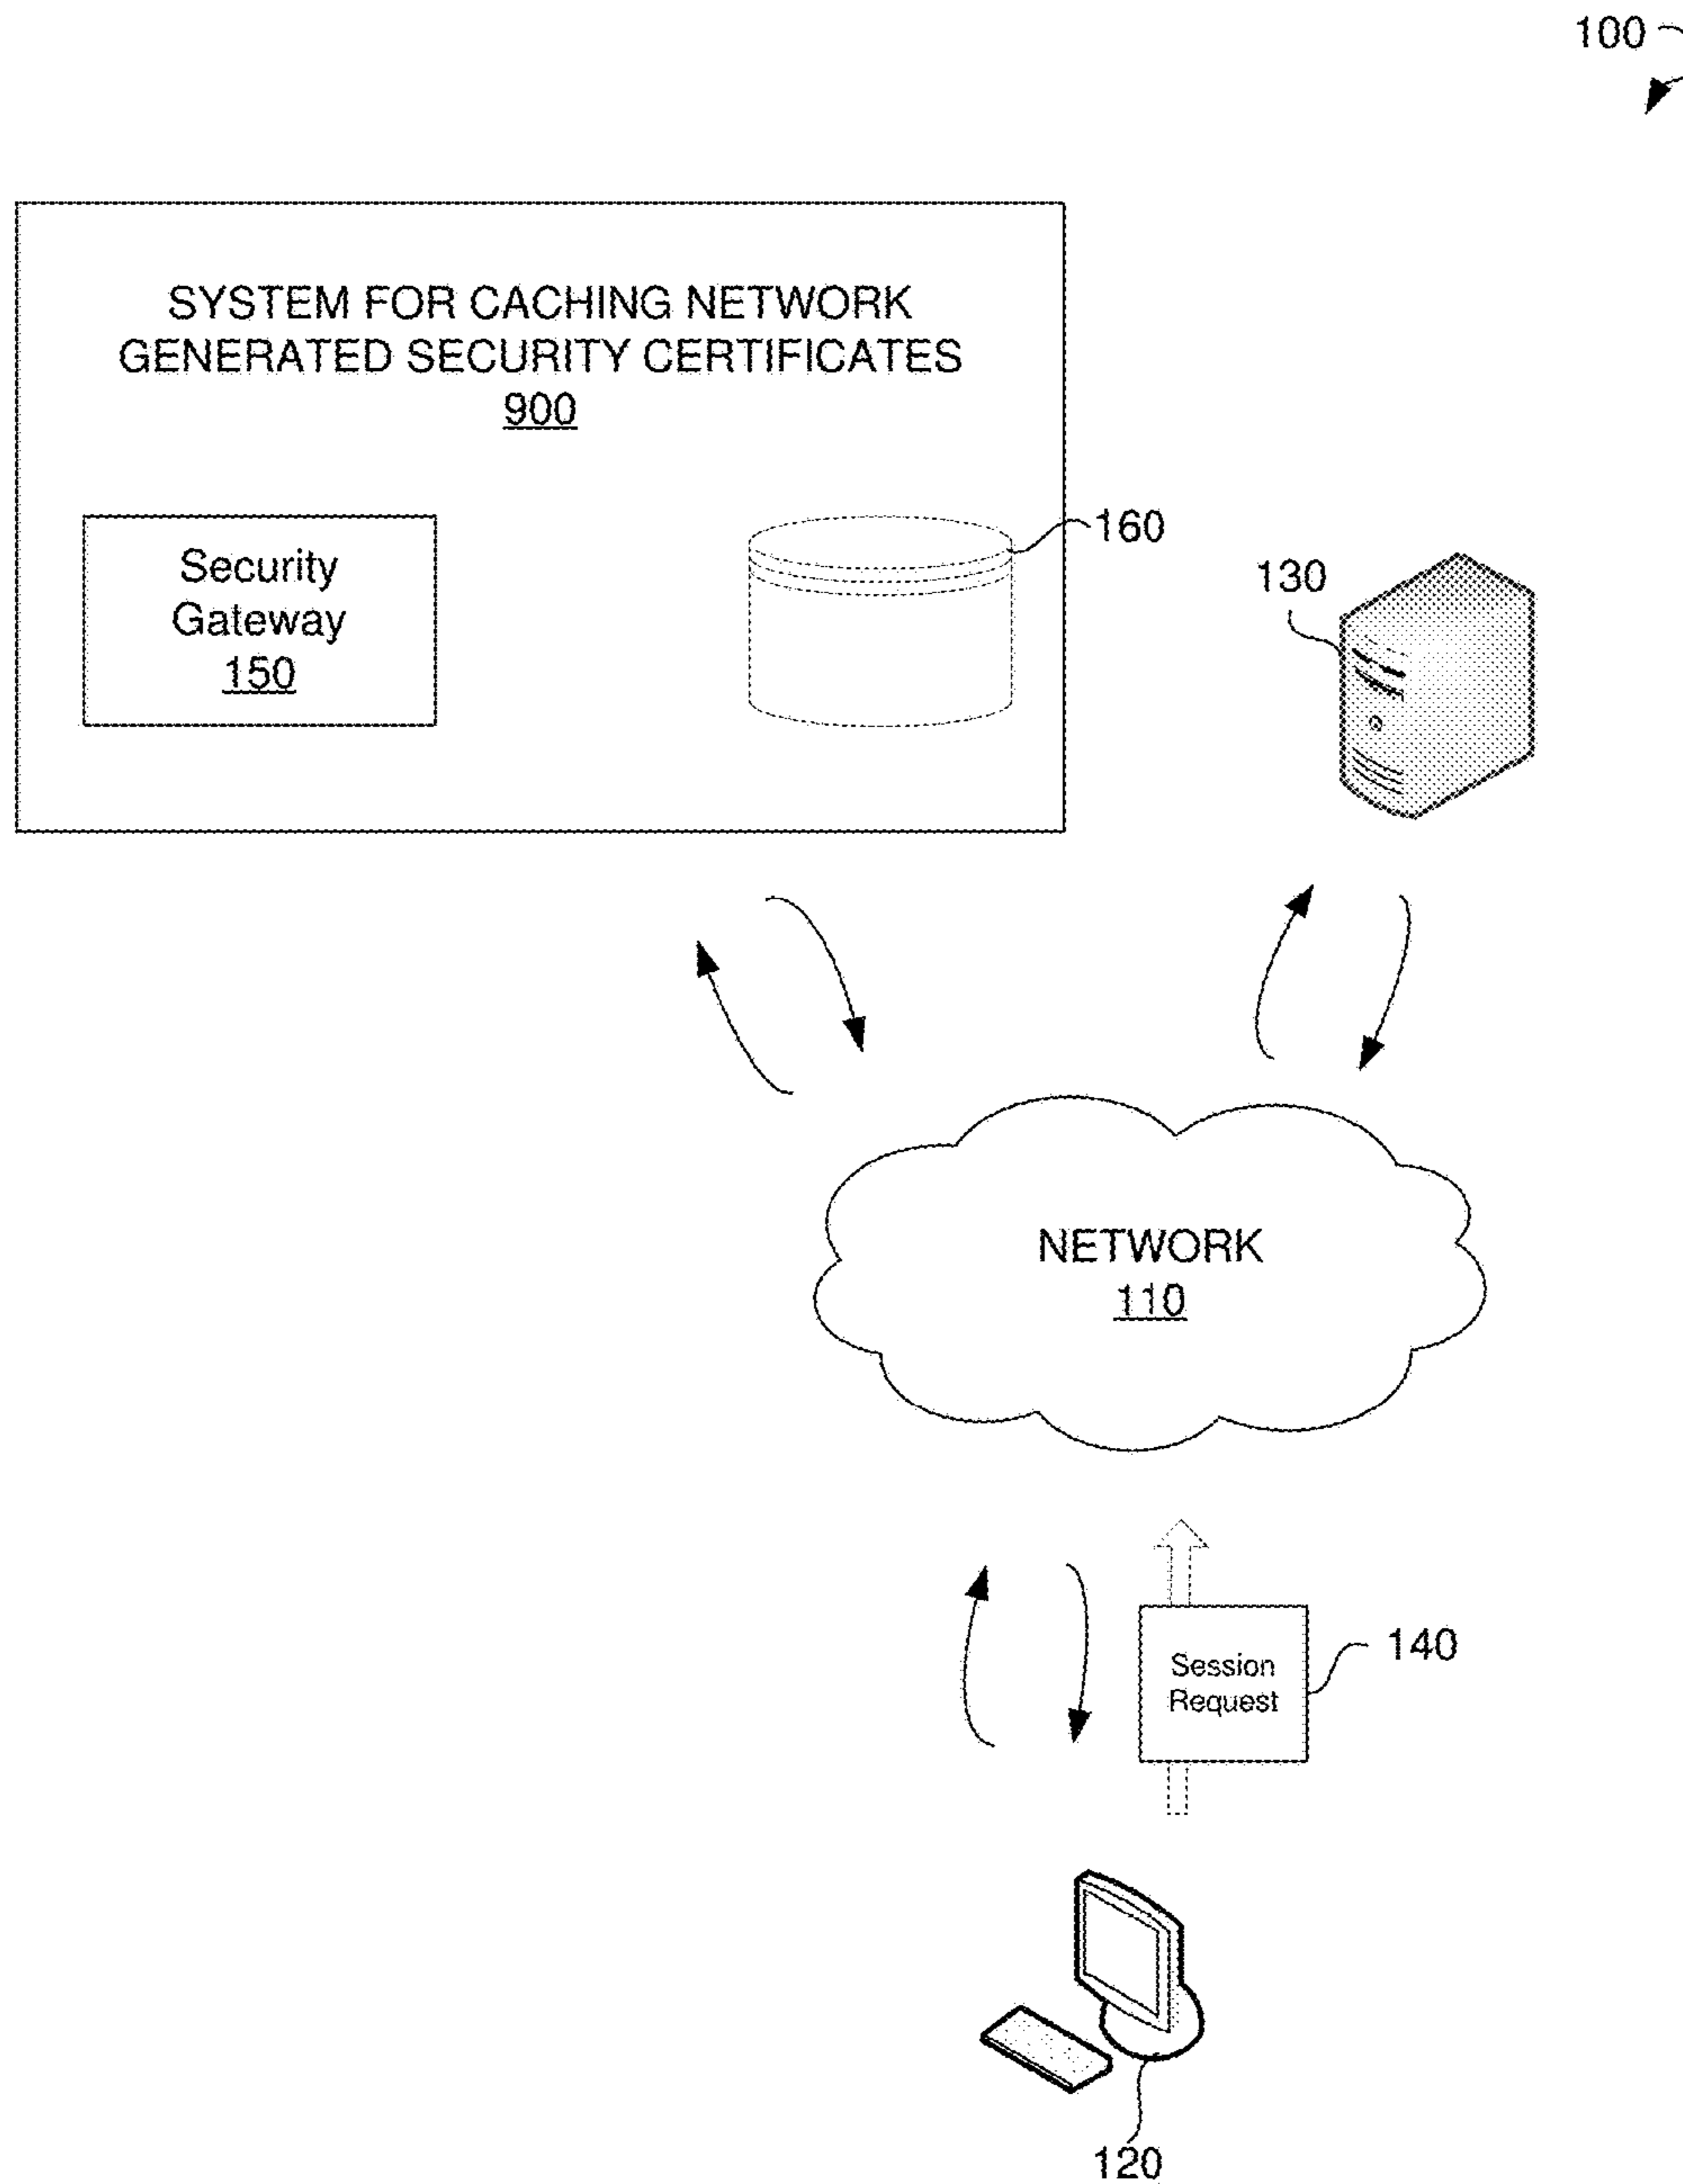 100
SYSTEM FOR CACHING NETWORK
GENERATED SECURITY CERTIFICATES
900
Security
Gateway
150
160
130
NETWORK
110
Session
Request
140
120